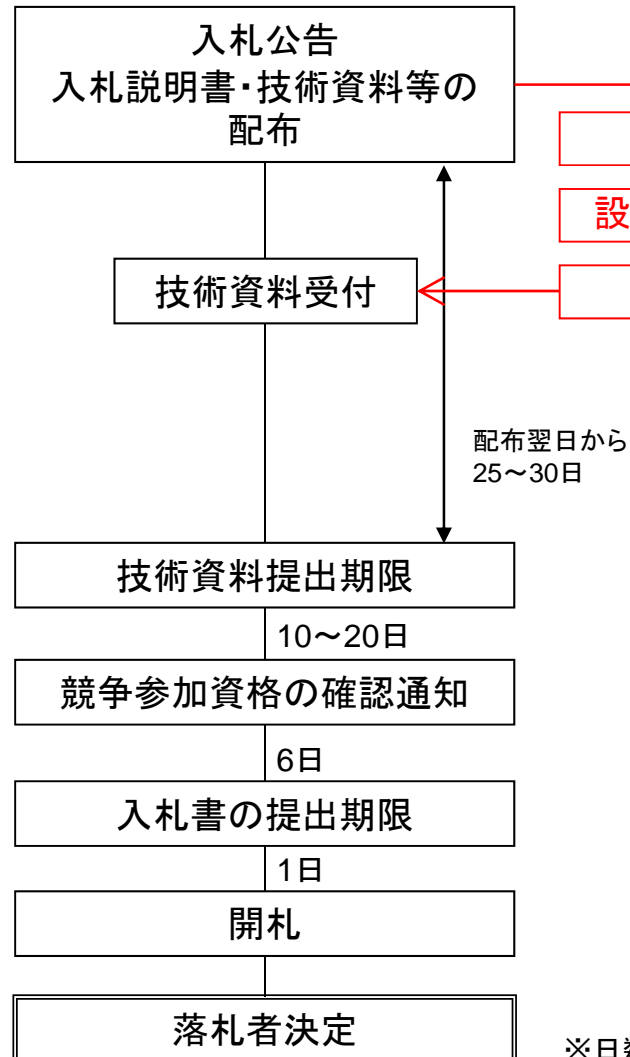 入札公告
入札説明書・技術資料等の
配布
設
技術資料受付
配布翌日から
25～30日
技術資料提出期限
10～20日
競争参加資格の確認通知
6日
入札書の提出期限
1日
開札
落札者決定
※日数